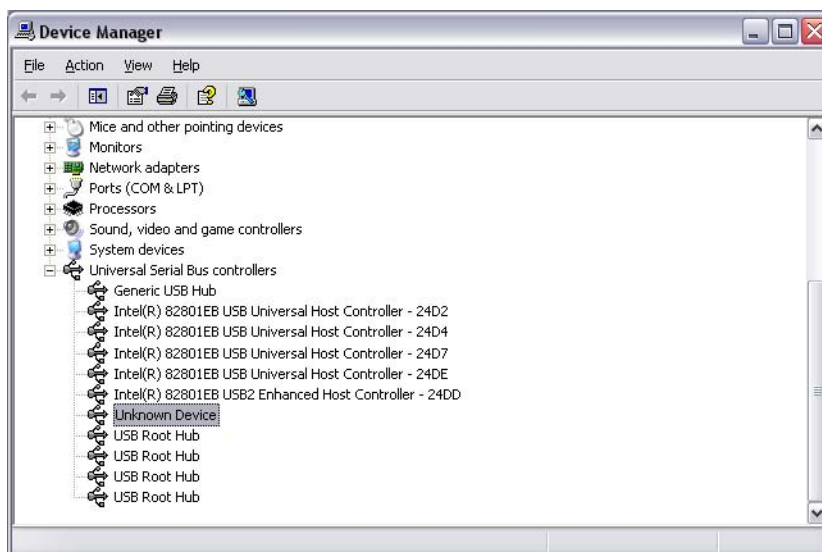 Device Manager
File Action View Help
Mice and other pointing devices
Monitors
Network adapters
Ports (COM & LPT)
Processors
Sound, video and game controllers
System devices
Universal Serial Bus controllers
Generic USB Hub
Intel(R) 82801EB USB Universal Host Controller - 24D2
Intel(R) 82801EB USB Universal Host Controller - 24D4
Intel(R) 82801EB USB Universal Host Controller - 24D7
Intel(R) 82801EB USB Universal Host Controller - 24DE
Intel(R) 82801EB USB2 Enhanced Host Controller - 24DD
Unknown Device
USB Root Hub
USB Root Hub
USB Root Hub
USB Root Hub